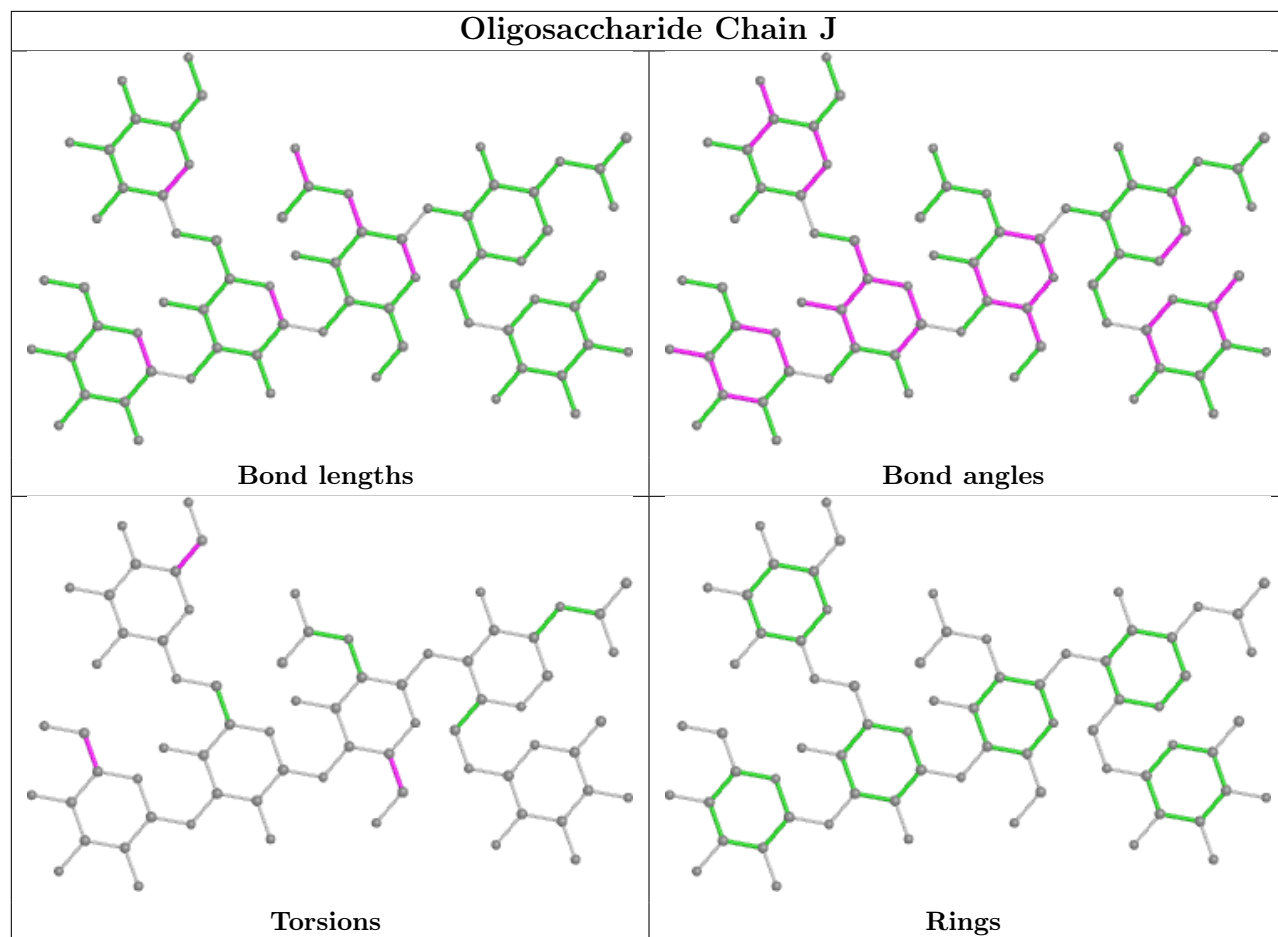 Oligosaccharide Chain J
Bond lengths
Bond angles
Torsions
Rings